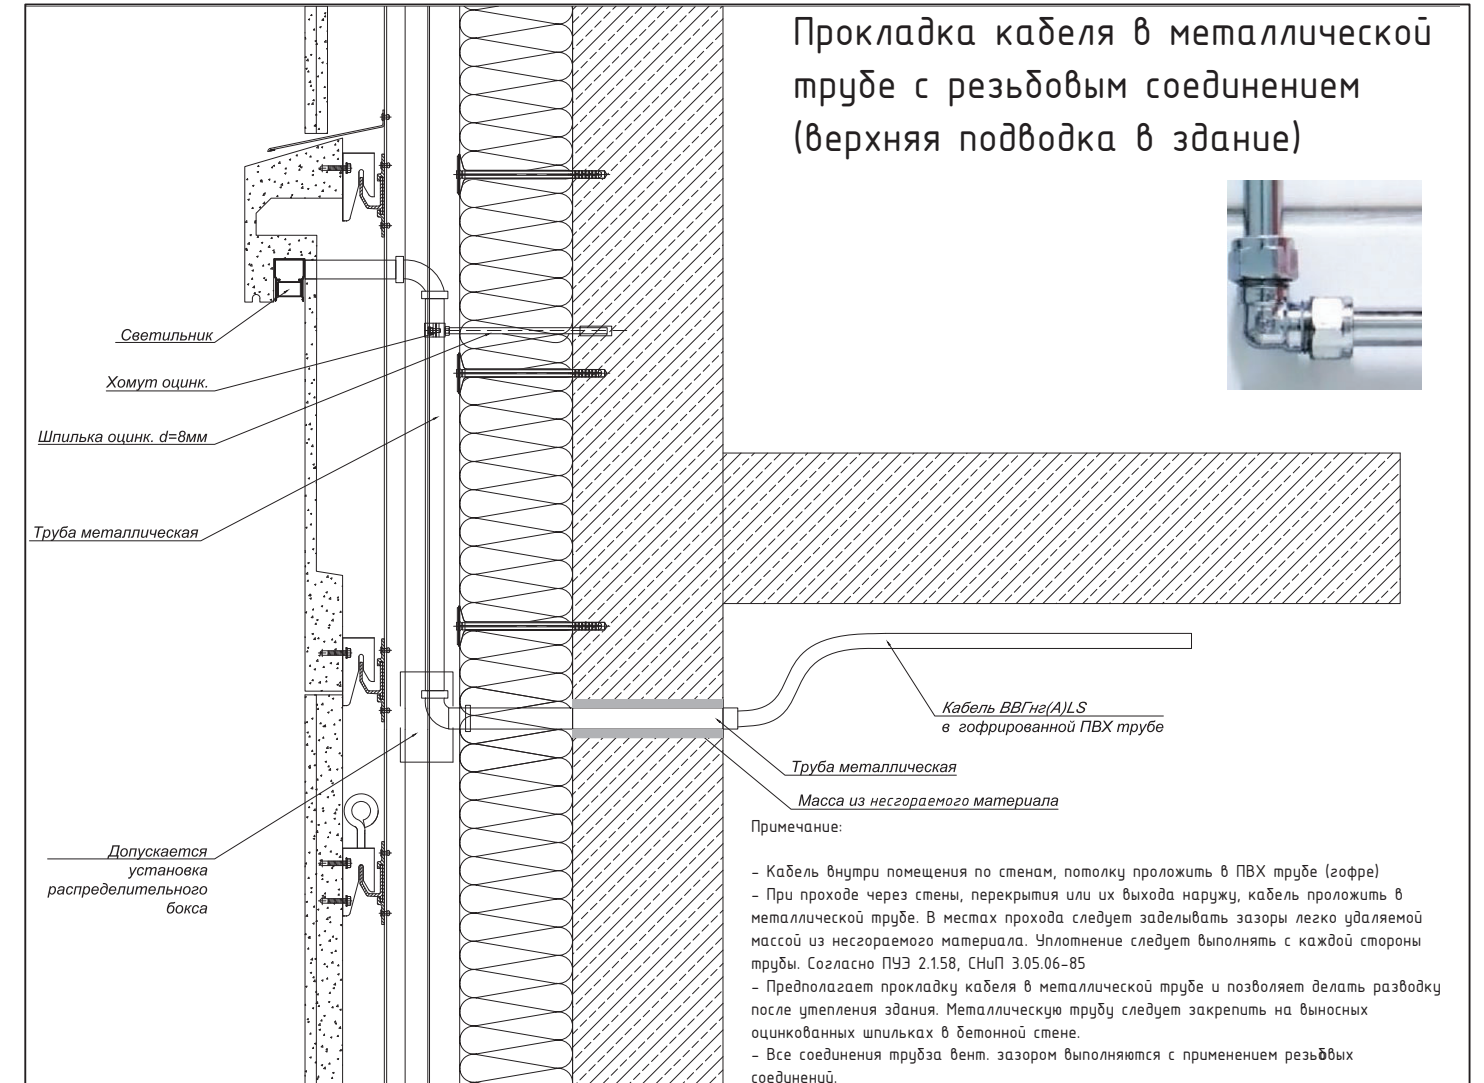 Прокладка кабеля в металлической
трубе с резьбовым соединением
(верхняя подводка в здание)
Светильник
Хомут оцинк.
Шпилька оцинк. d=8мм
Труба металлическая
Кабель ВВГнг(А)LS
в гофрированной ПВХ трубе
Труба металлическая
Масса из несгораемого материала
Допускается
установка
распределительного
бокса
Примечание:
- Кабель внутри помещения по стенам, потолку проложить в ПВХ трубе (гофре)
- При проходе через стены, перекрытия или их выхода наружу, кабель проложить в
металлической трубе. В местах прохода следует заделывать зазоры легко удаляемой
массой из несгораемого материала. Уплотнение следует выполнять с каждой стороны
трубы. Согласно ПУЭ 2.1.58, СНиП 3.05.06-85
- Предполагает прокладку кабеля в металлической трубе и позволяет делать разводку
после утепления здания. Металлическую трубу следует закрепить на выносных
оцинкованных шпильках в бетонной стене.
- Все соединения трубза вент. зазором выполняются с применением резьбвых
соединений.